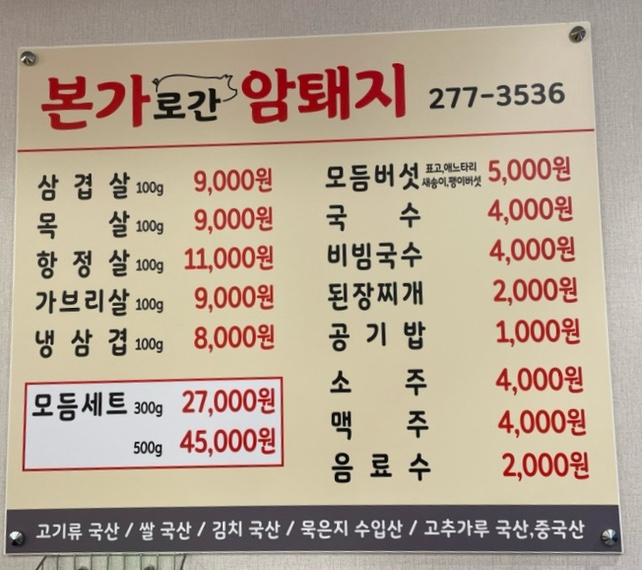 본가로간암퇘지 277-3536
삼겹살 100g 9,000원
목살 100g 9,000원
항정살 100g 11,000원
가브리살 100g 9,000원
냉삼겹 100g 8,000원
모듬세트 300g 27,000원
500g 45,000원
모듬버섯 표고,애느타리 새송이,팽이버섯 5,000원
국수 4,000원
비빔국수 4,000원
된장찌개 2,000원
공기밥 1,000원
소주 4,000원
맥주 4,000원
음료수 2,000원
고기류 국산 / 쌀 국산 / 김치 국산 / 묵은지 수입산 / 고추가루 국산,중국산